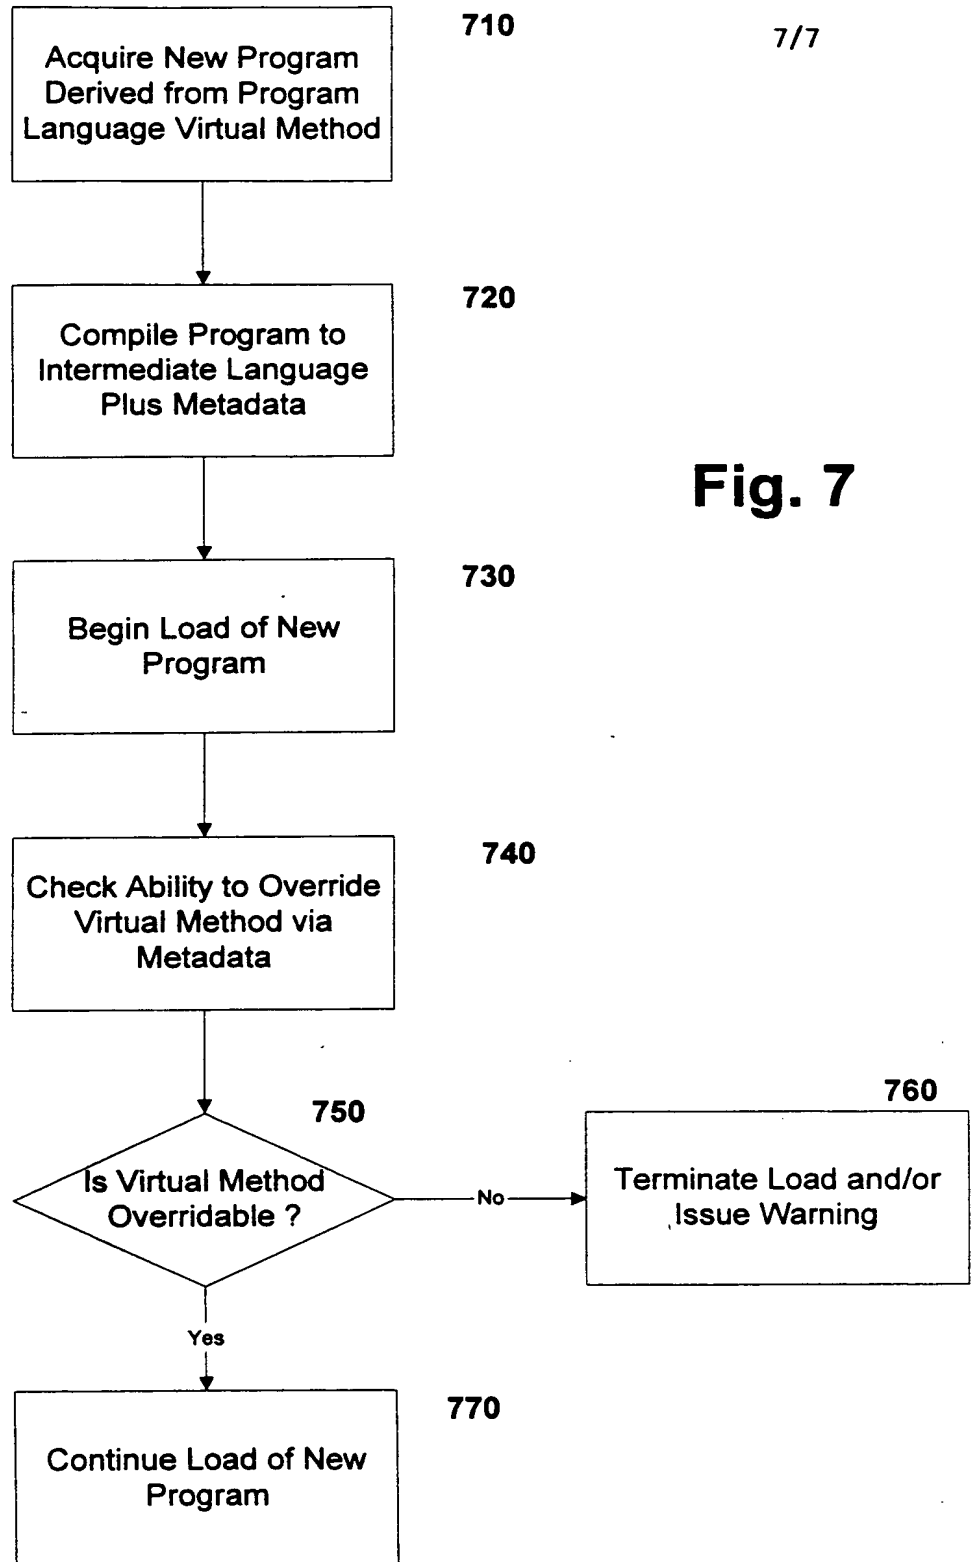 710
7/7
Acquire New Program
Derived from Program
Language Virtual Method
720
Compile Program to
Intermediate Language
Plus Metadata
Fig. 7
730
Begin Load of New
Program
740
Check Ability to Override
Virtual Method via
Metadata
750
760
Is Virtual Method
Overridable ?
No
Terminate Load and/or
Issue Warning
Yes
770
Continue Load of New
Program